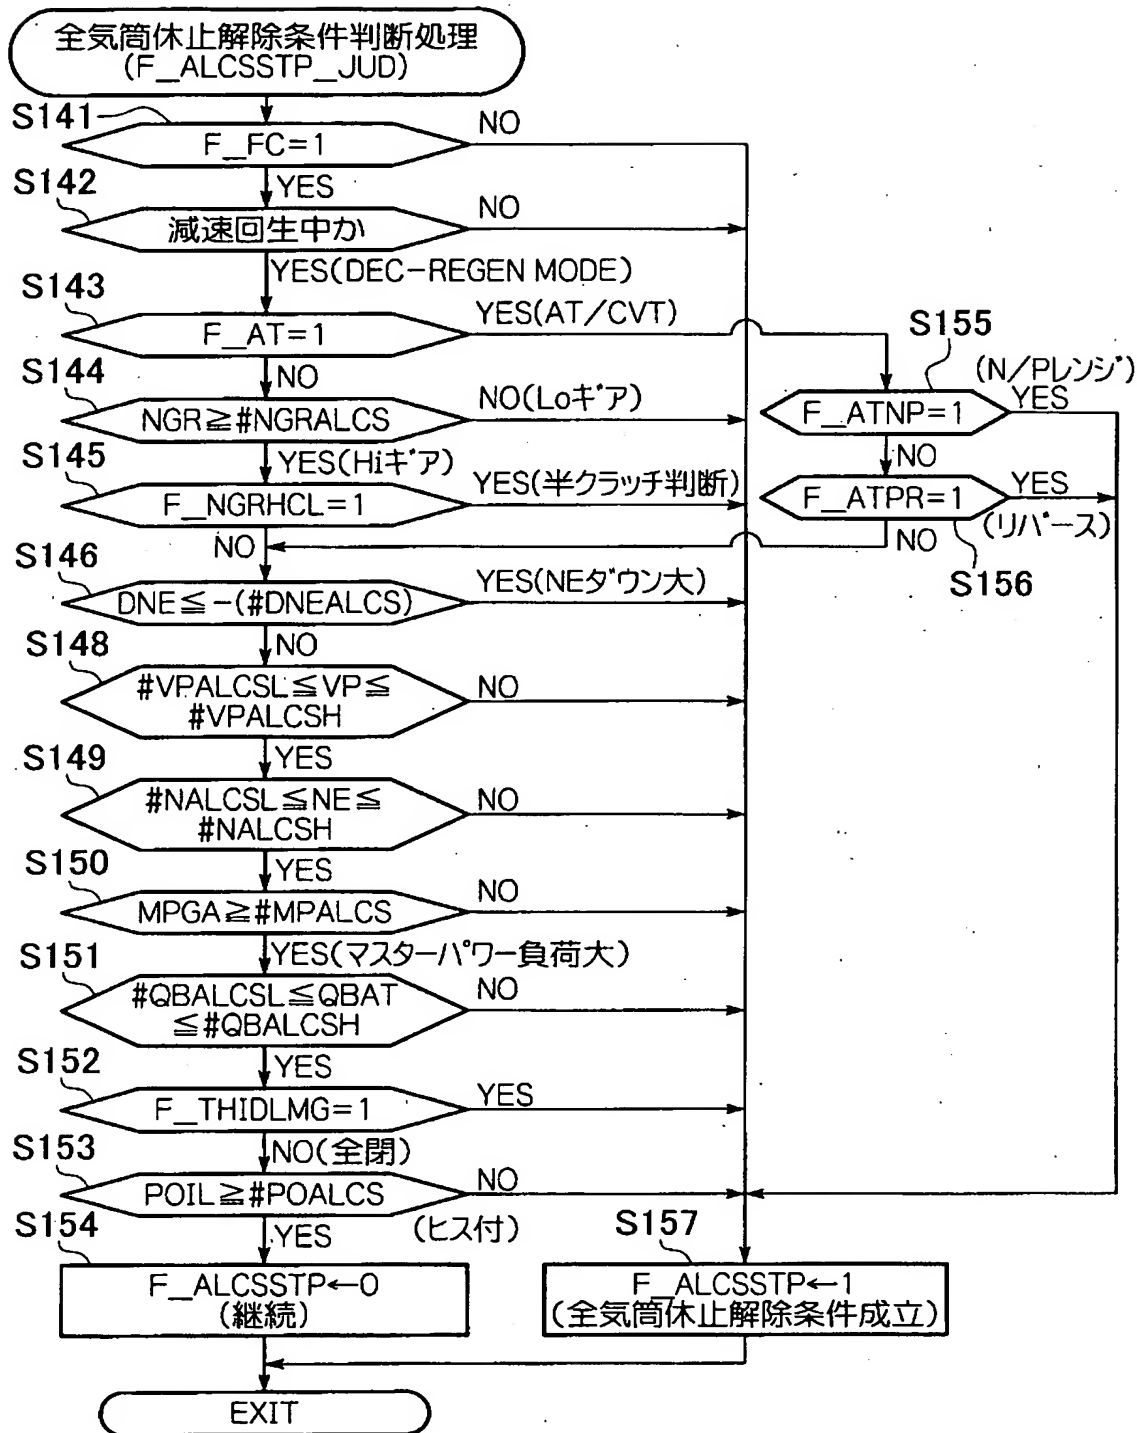 全気筒休止解除条件判断処理
(F_ALCSSTP_JUD)
S141
F_FC=1
NO
YES
S142
減速回生中か
NO
YES(DEC-REGEN MODE)
S143
F_AT=1
YES(AT/CVT)
NO
S155
(N/Pレンジ)
F_ATNP=1
YES
NO
S144
NGR≧#NGRALCS
NO(Loギア)
YES(Hiギア)
S145
F_NGRHCL=1
YES(半クラッチ判断)
NO
F_ATPR=1
YES
(リバース)
NO
S156
S146
DNE≦-(#DNEALCS)
YES(NEダウン大)
NO
S148
#VPALCSL≦VP≦
#VPALCSH
NO
YES
S149
#NALCSL≦NE≦
#NALCSH
NO
YES
S150
MPGA≧#MPALCS
NO
YES(マスターパワー負荷大)
S151
#QBALCSL≦QBAT
≦#QBALCSH
NO
YES
S152
F_THIDLMG=1
YES
NO(全閉)
S153
POIL≧#POALCS
NO
(ヒス付)
YES
S154
F_ALCSSTP←0
(継続)
S157
F_ALCSSTP←1
(全気筒休止解除条件成立)
EXIT